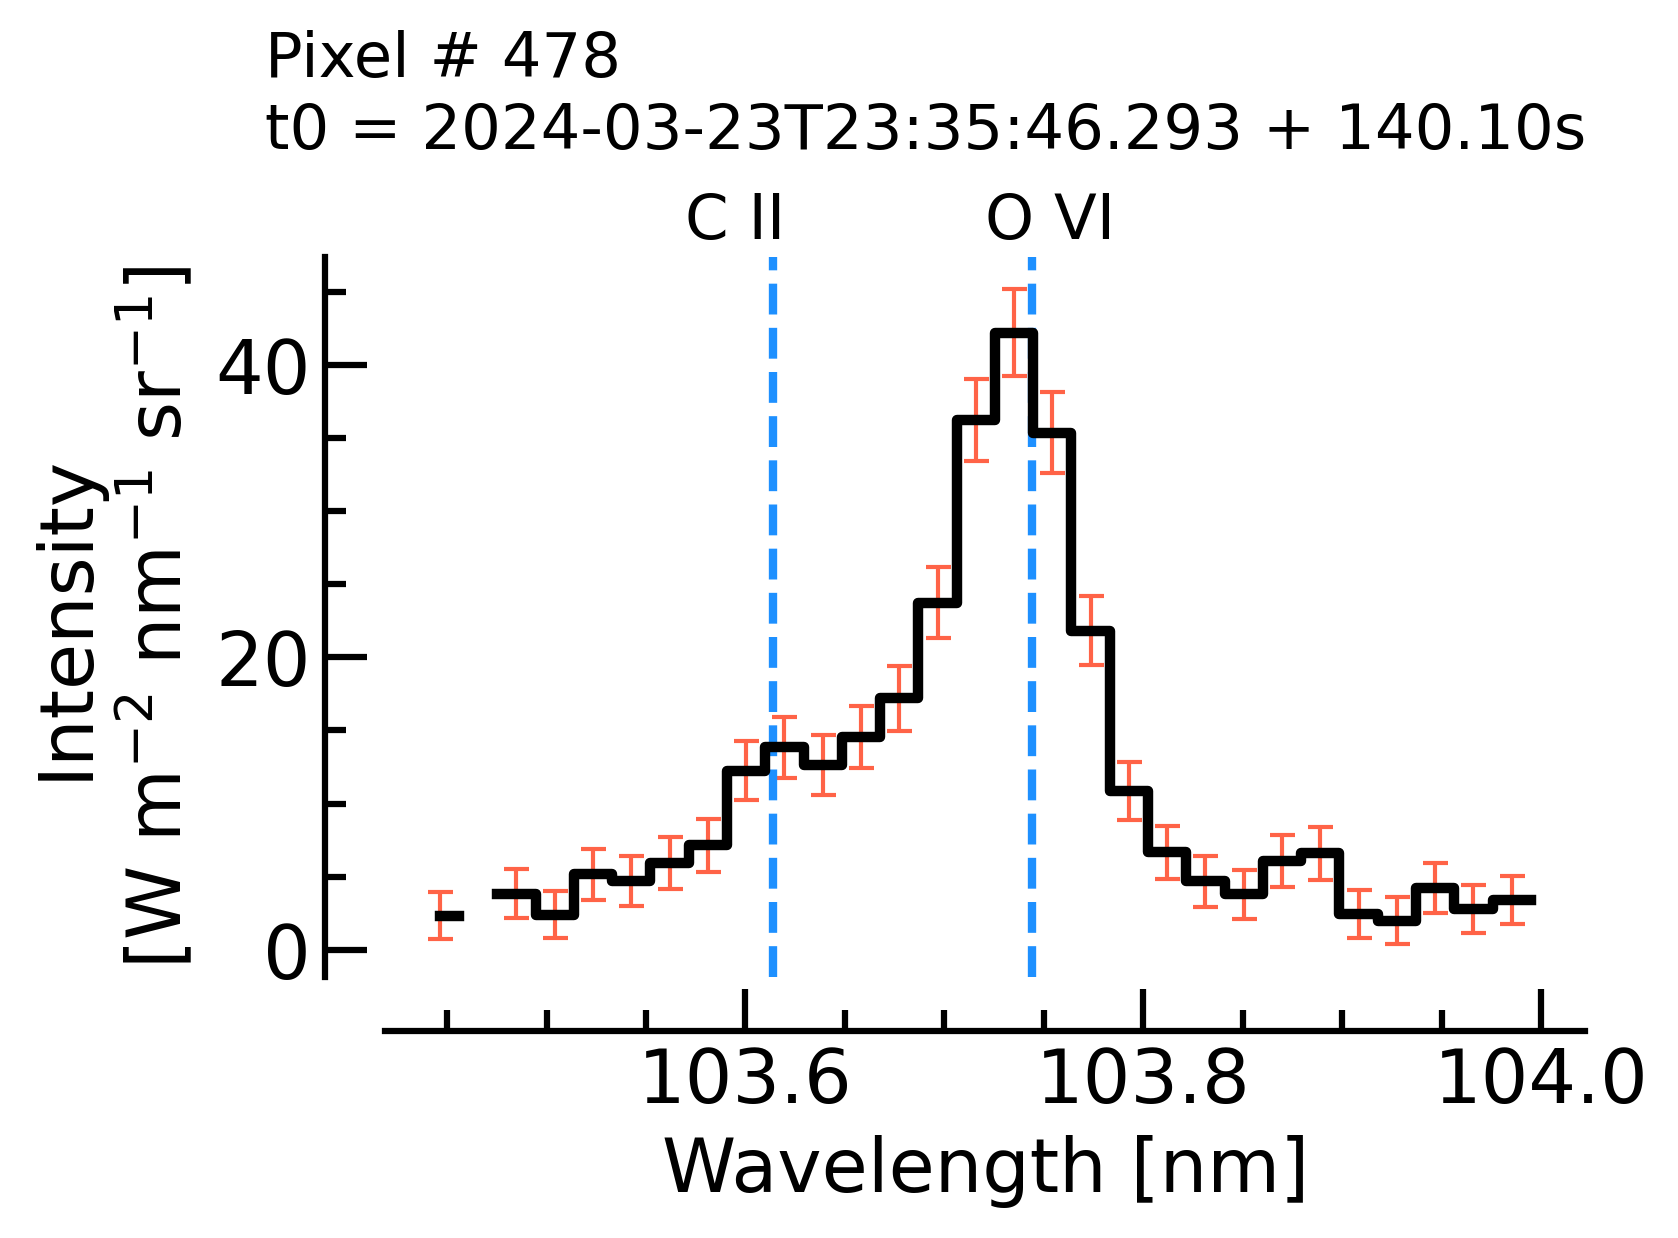 Pixel # 478
t0 = 2024-03-23T23:35:46.293 + 140.10s
C II
O VI
Intensity
[W m⁻² nm⁻¹ sr⁻¹]
40
20
0
103.6
103.8
104.0
Wavelength [nm]